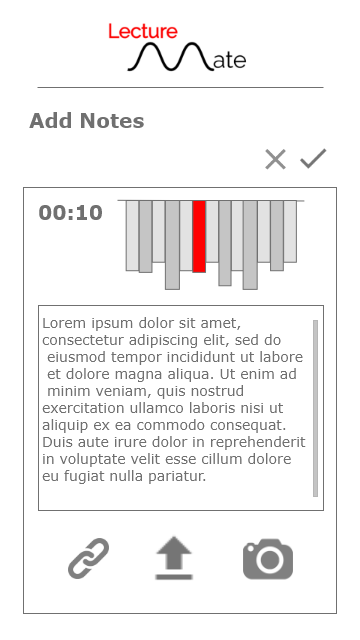 Lecture
Mate
Add Notes
00:10
Lorem ipsum dolor sit amet,
consectetur adipiscing elit, sed do
eiusmod tempor incididunt ut labore
et dolore magna aliqua. Ut enim ad
minim veniam, quis nostrud
exercitation ullamco laboris nisi ut
aliquip ex ea commodo consequat.
Duis aute irure dolor in reprehenderit
in voluptate velit esse cillum dolore
eu fugiat nulla pariatur.